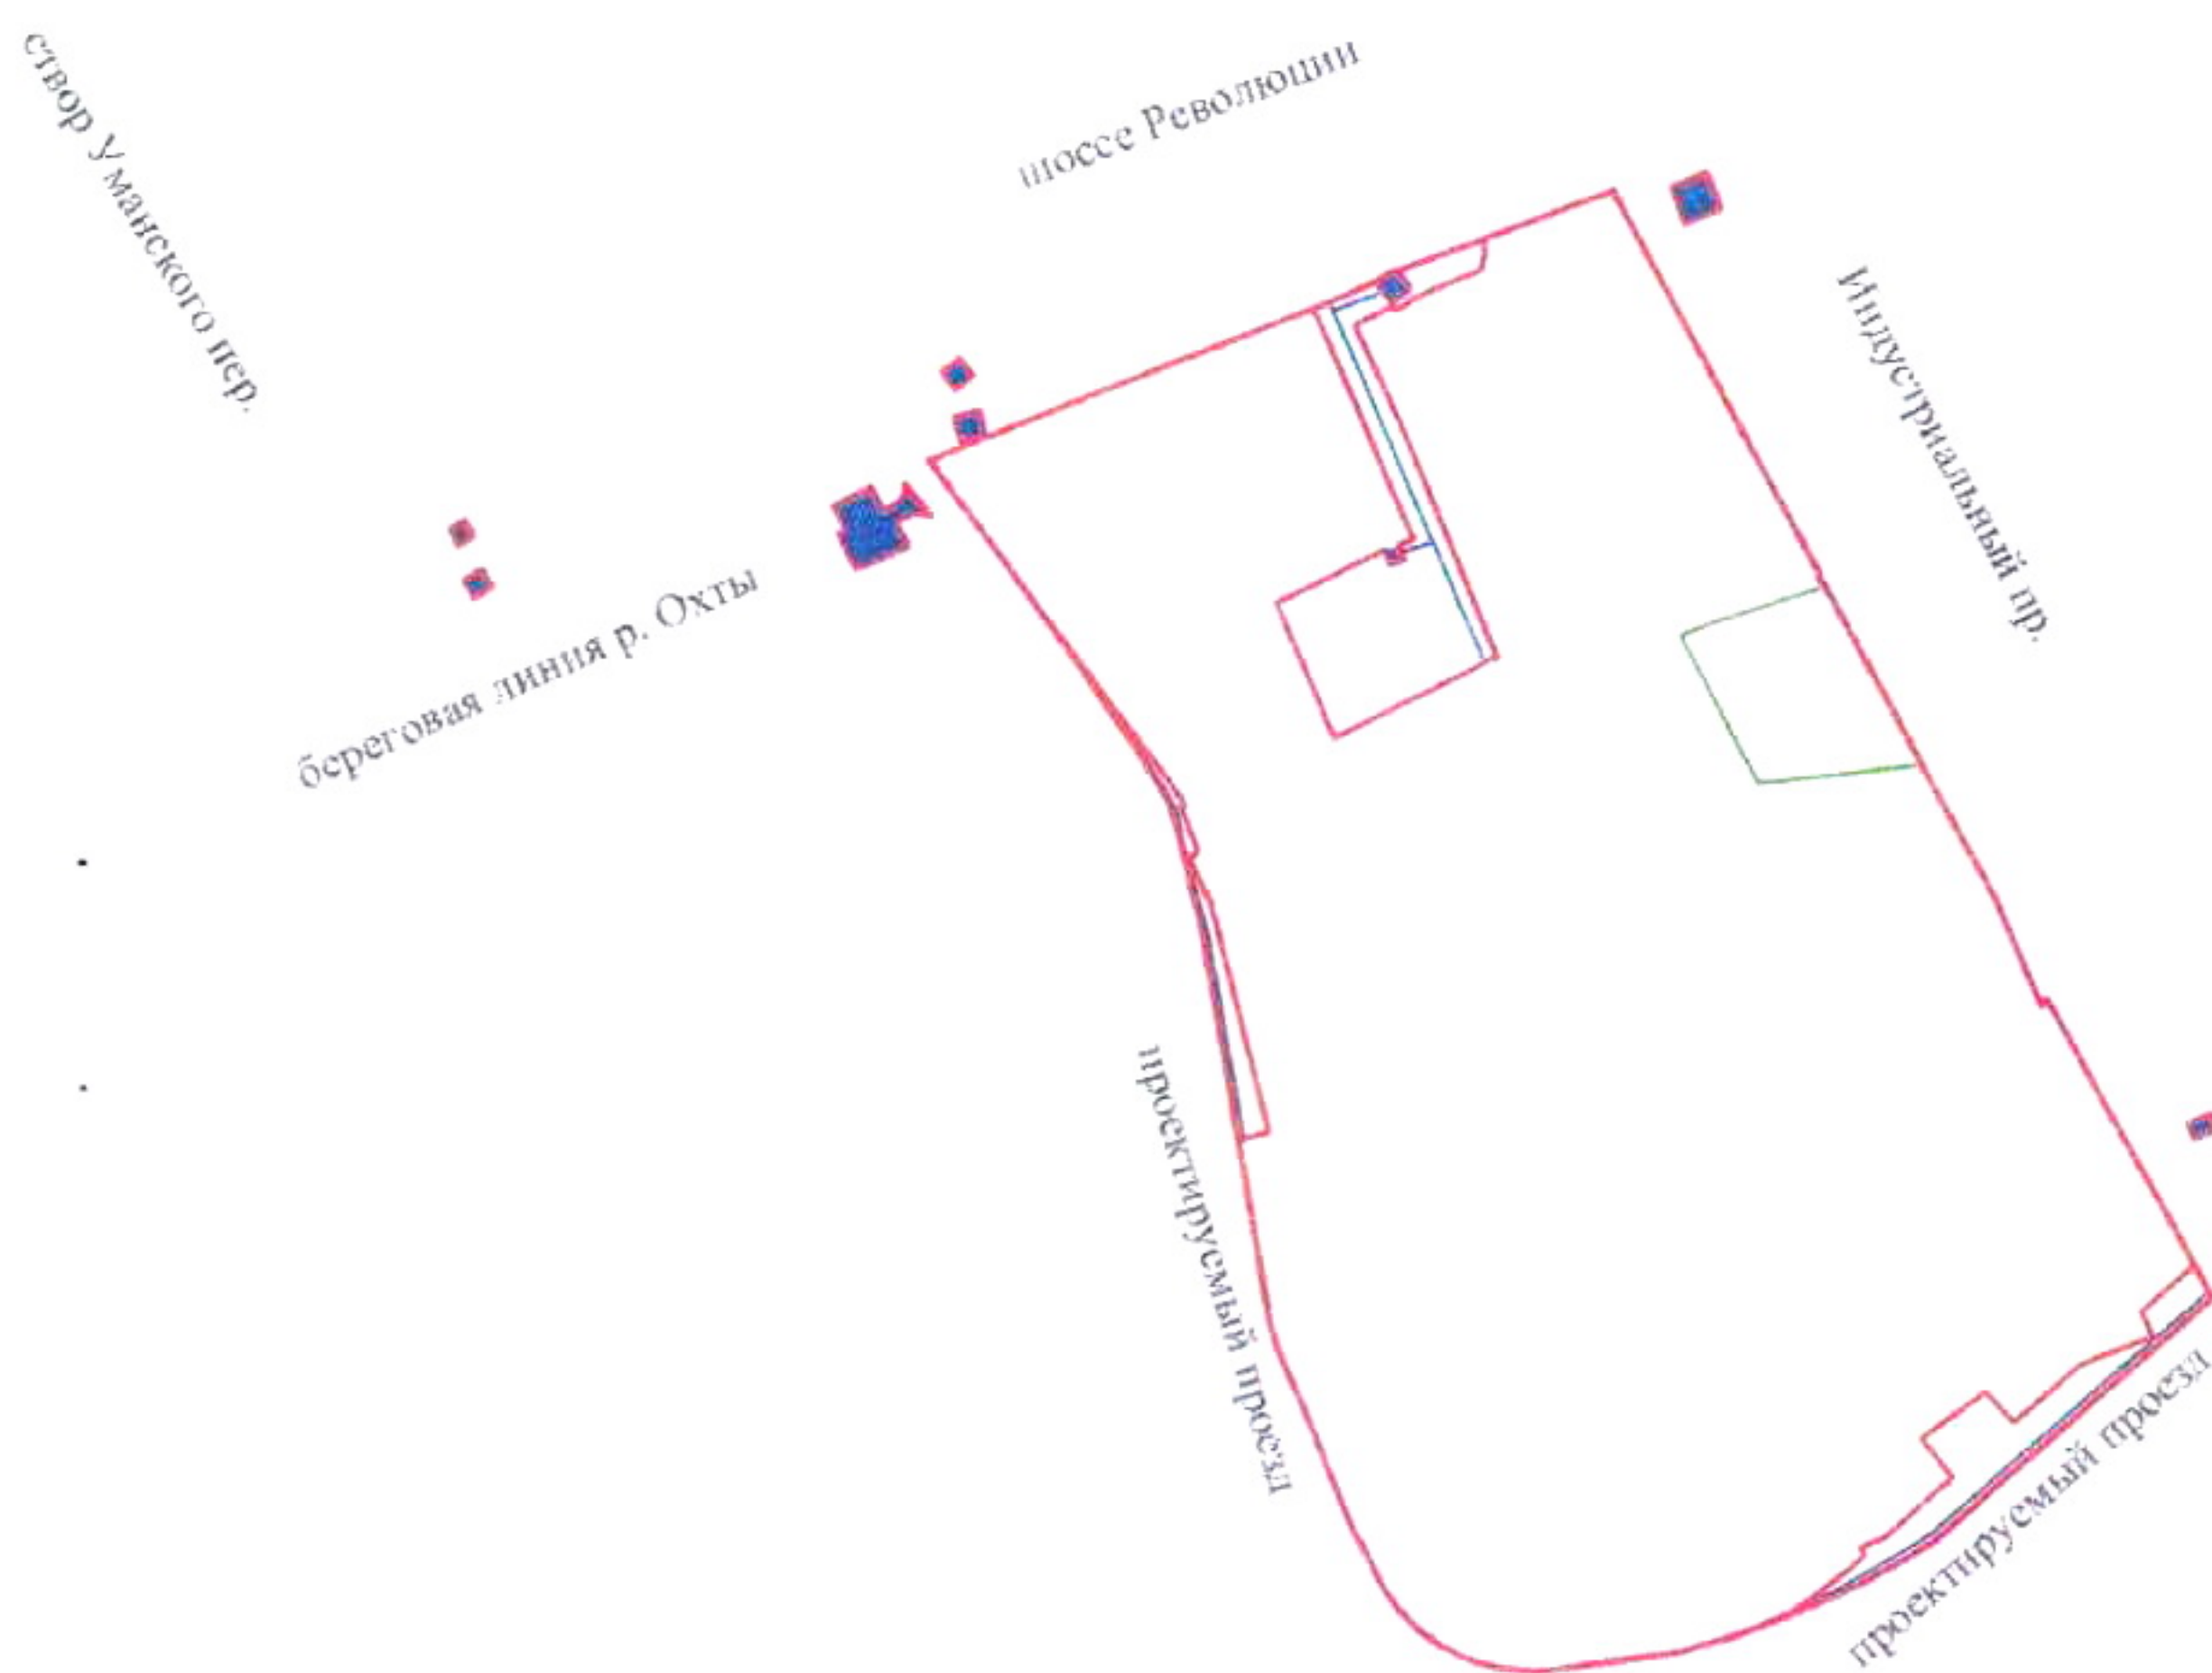 створ Уманского пер.
шоссе Революции
Индустриальный пр.
береговая линия р. Охты
проектируемый проезд
проектируемый проезд